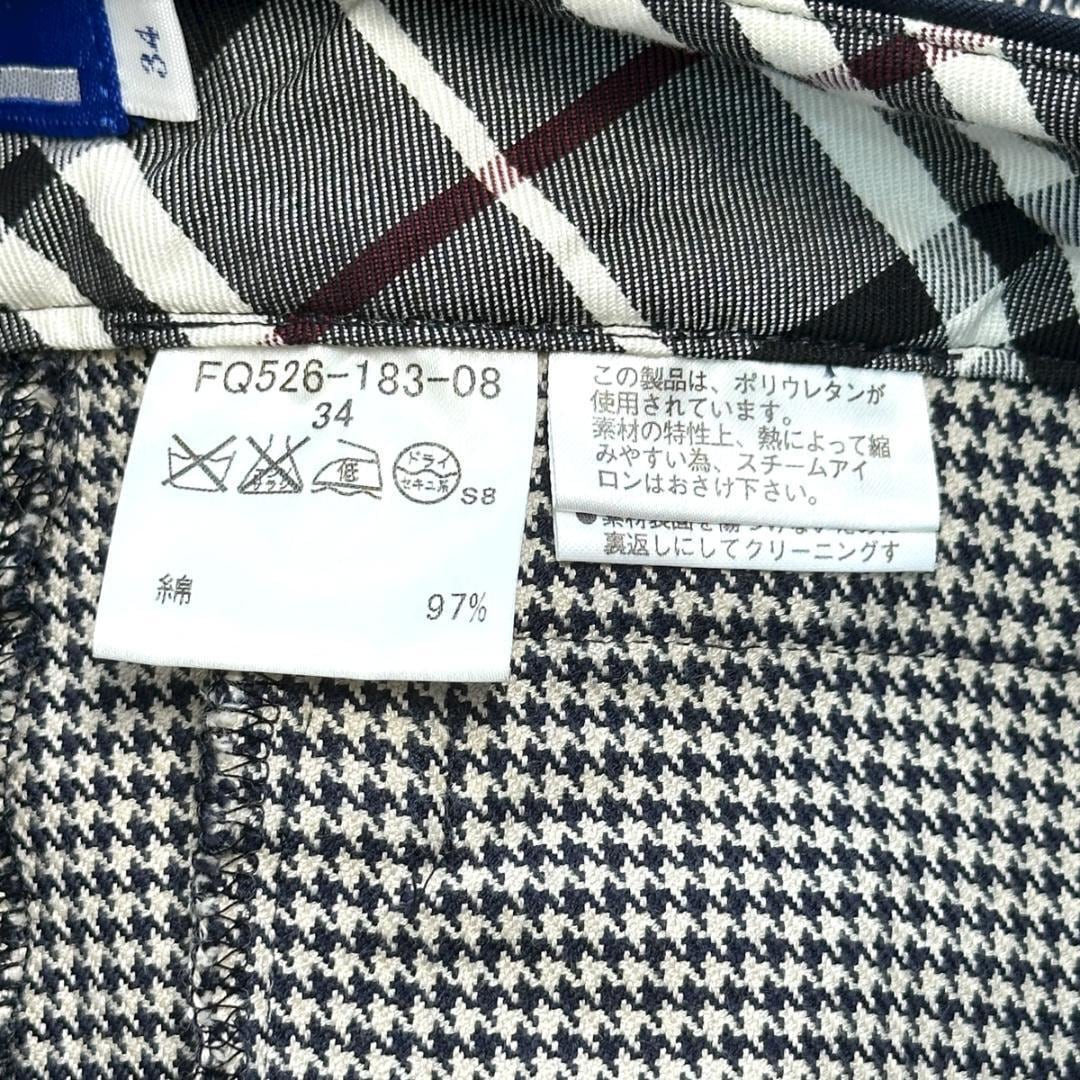 34
FQ526-183-08
34
低
ドライ
セキユ系
S8
綿 97%
この製品は、ポリウレタンが
使用されています。
素材の特性上、熱によって縮
みやすい為、スチームアイ
ロンはおさけ下さい。
裏返しにしてクリーニングす